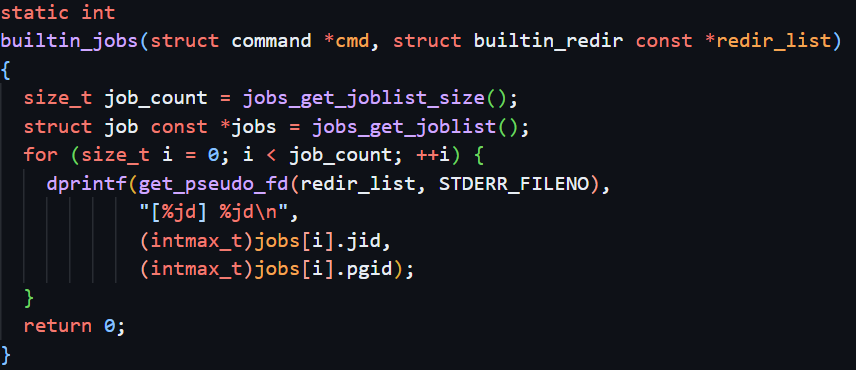 static int
builtin_jobs(struct command *cmd, struct builtin_redir const *redir_list)
{
  size_t job_count = jobs_get_joblist_size();
  struct job const *jobs = jobs_get_joblist();
  for (size_t i = 0; i < job_count; ++i) {
    dprintf(get_pseudo_fd(redir_list, STDERR_FILENO),
            "[%jd] %jd\n",
            (intmax_t)jobs[i].jid,
            (intmax_t)jobs[i].pgid);
  }
  return 0;
}